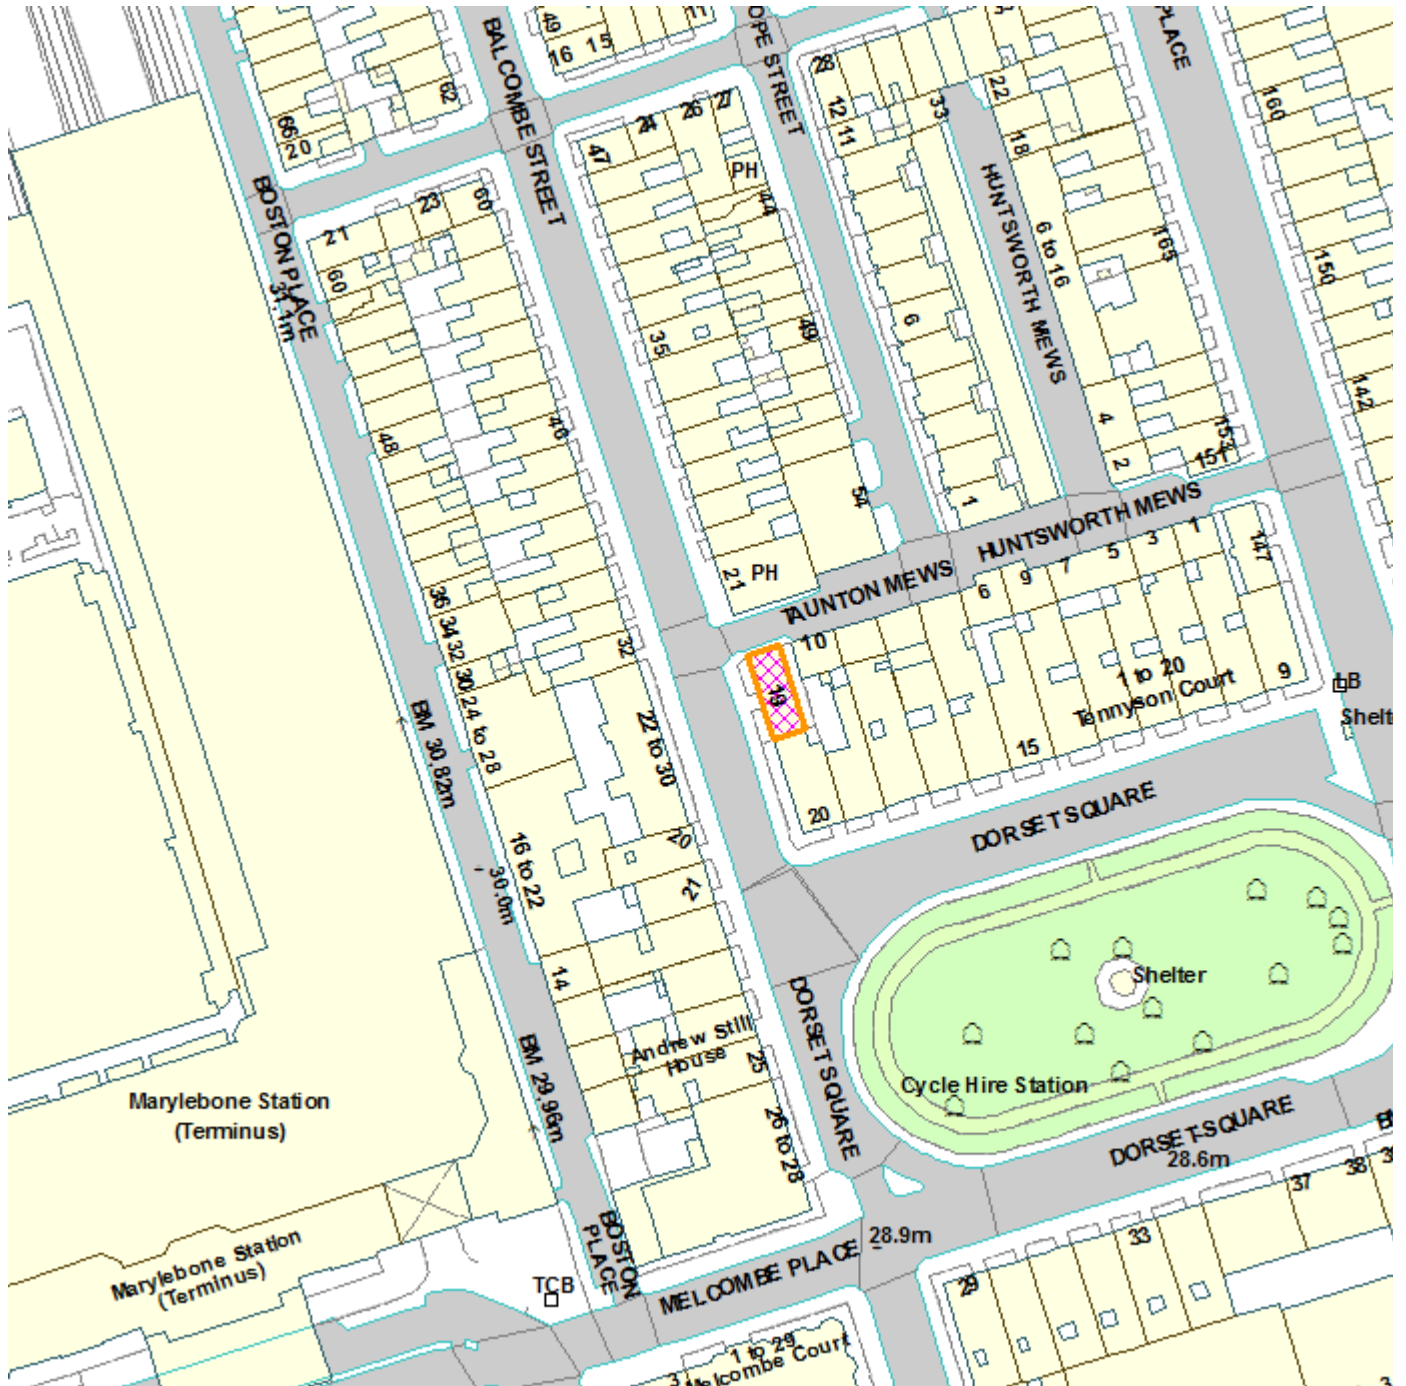 49
16 15
BALCOMBE STREET
OPE STREET
PLACE
28
12 11
33
22
160
62
66
20
24 26 27
47
PH
44
18
HUNTSWORTH MEWS
BOSTON PLACE
31.1m
21
23
60
60
6 to 16
165
150
35
49
6
142
48
40
4
2
153
151
54
1
HUNTSWORTH MEWS
TAUNTON MEWS
21
PH
1
3
5
7
9
6
147
36 34 32 30 24 to 28
32
10
19
1 to 20
Tennyson Court
9
LB
Shelt
BM 30.82m
22 to 30
15
20
DORSET SQUARE
16 to 22
30.0m
20
21
14
Shelter
DORSET SQUARE
Andrew Still
House
25
Cycle Hire Station
BM 29.96m
Marylebone Station
(Terminus)
26 to 28
DORSET SQUARE
28.6m
37
38
33
Marylebone Station
(Terminus)
BOSTON
PLACE
28.9m
MELCOMBE PLACE
TCB
29
1 to 29
Melcombe Court
3